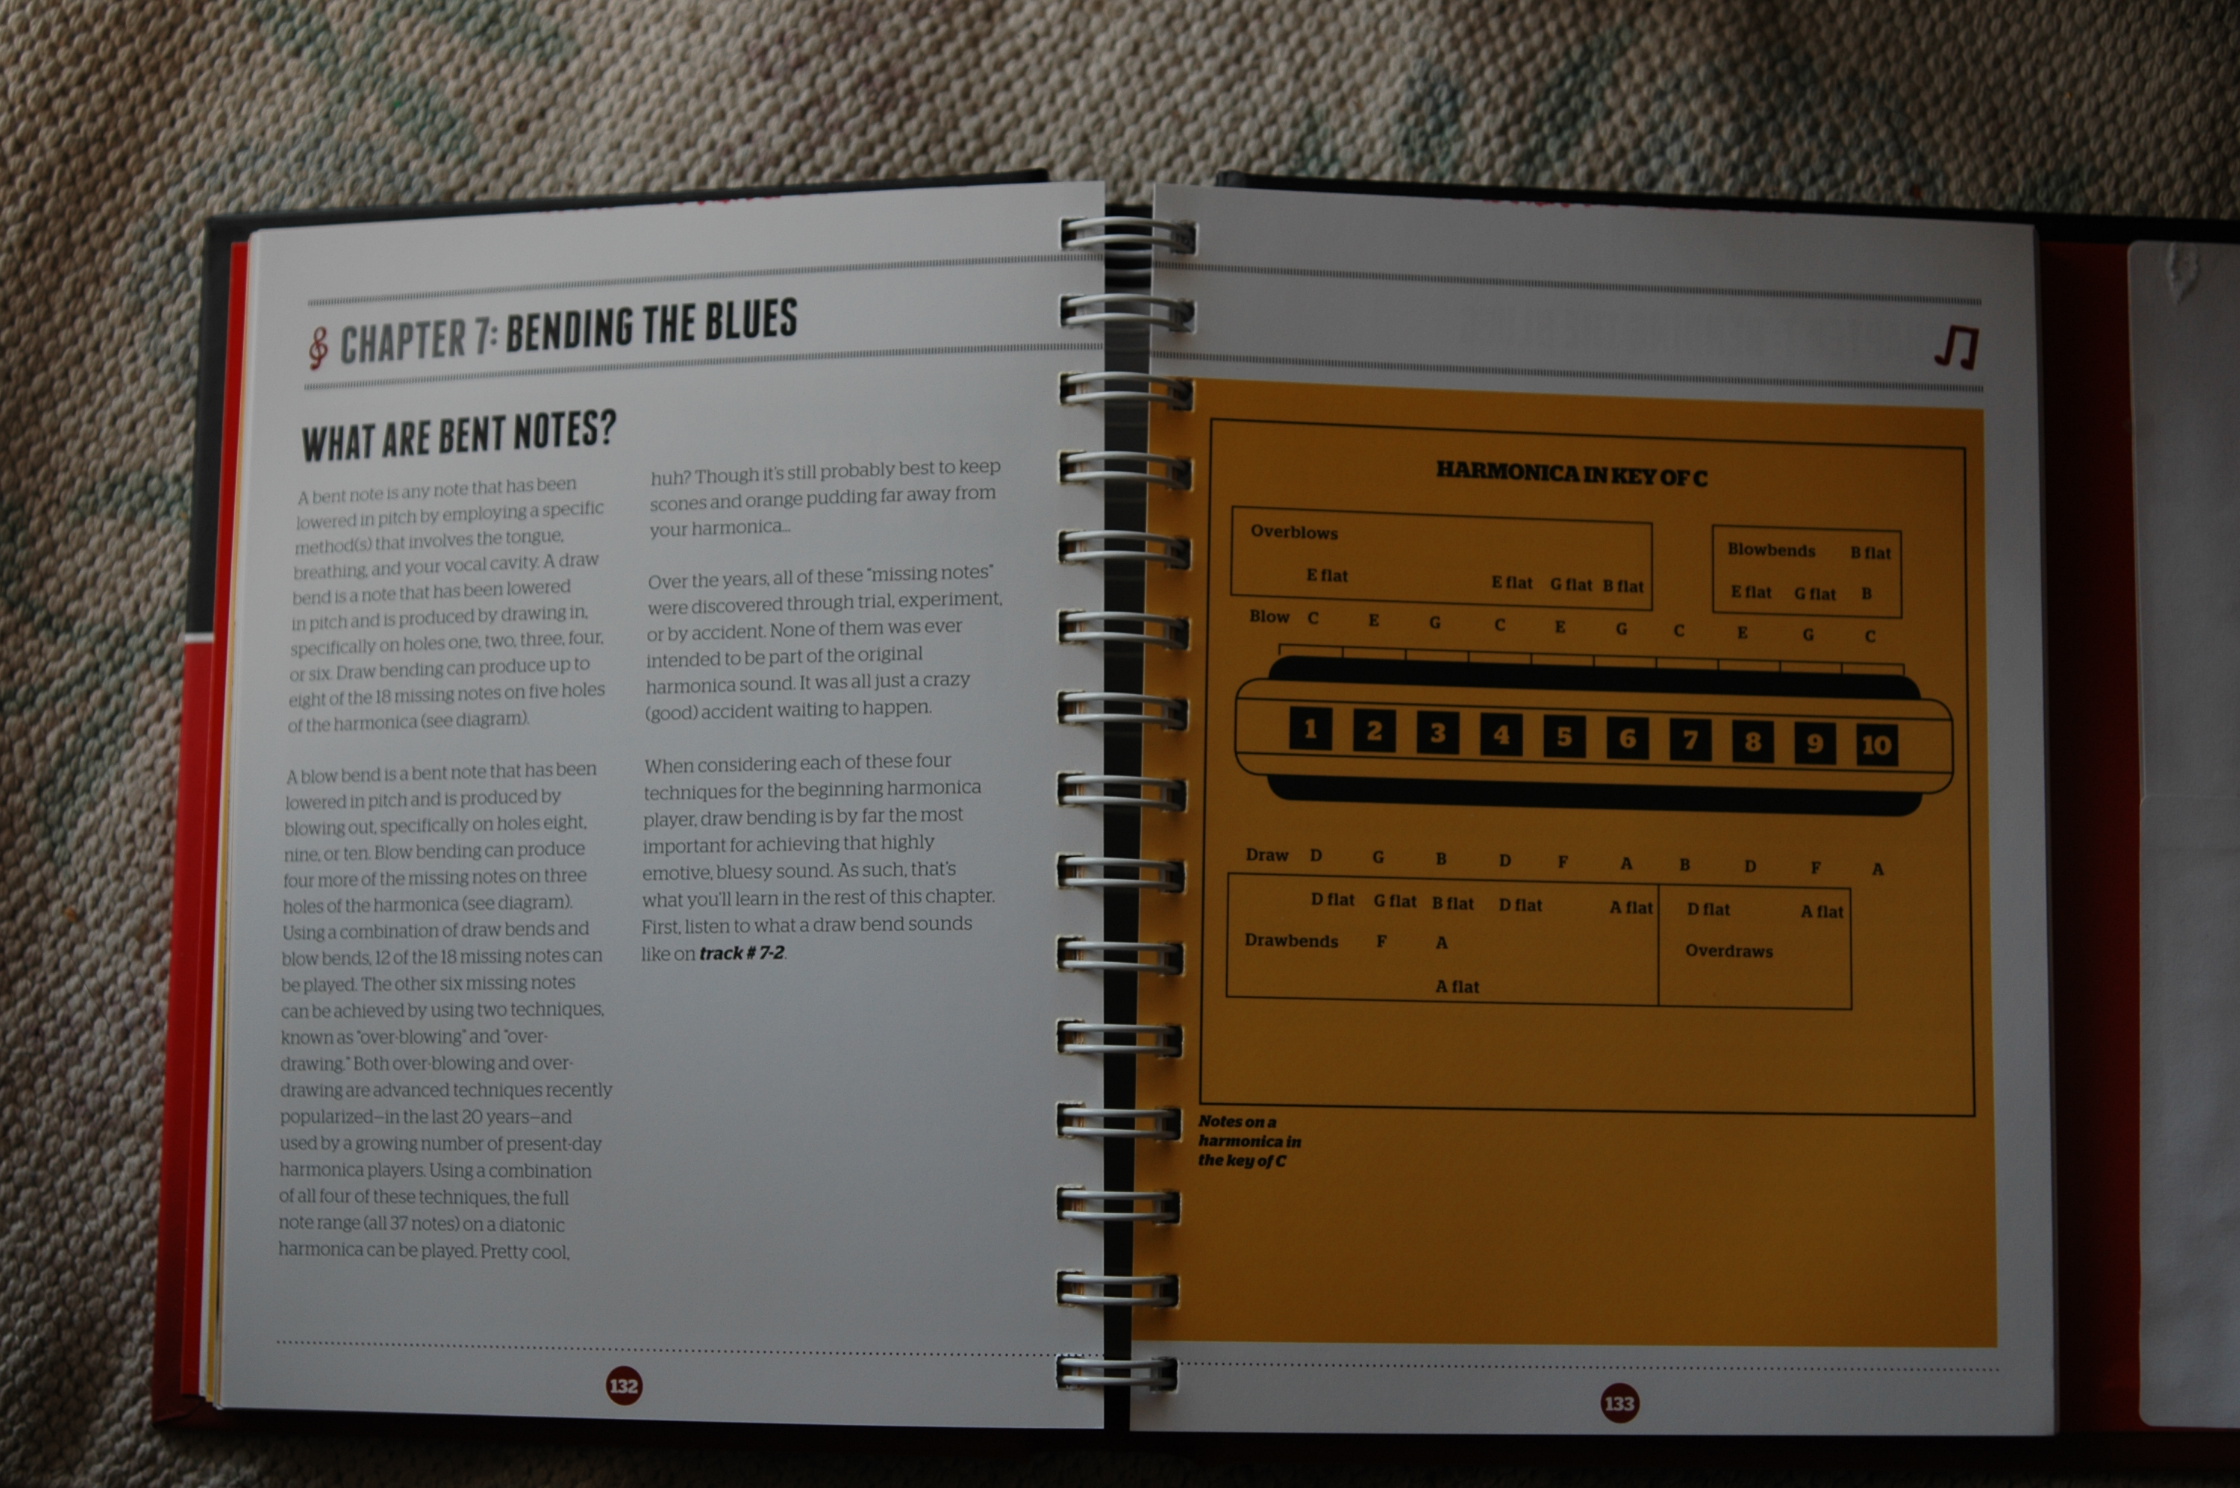 CHAPTER 7: BENDING THE BLUES
WHAT ARE BENT NOTES?
A bent note is any note that has been
lowered in pitch by employing a specific
method(s) that involves the tongue,
breathing, and your vocal cavity. A draw
bend is a note that has been lowered
in pitch and is produced by drawing in,
specifically on holes one, two, three, four,
or six. Draw bending can produce up to
eight of the 18 missing notes on five holes
of the harmonica (see diagram).
A blow bend is a bent note that has been
lowered in pitch and is produced by
blowing out, specifically on holes eight,
nine, or ten. Blow bending can produce
four more of the missing notes on three
holes of the harmonica (see diagram).
Using a combination of draw bends and
blow bends, 12 of the 18 missing notes can
be played. The other six missing notes
can be achieved by using two techniques,
known as "over-blowing" and "over-
drawing." Both over-blowing and over-
drawing are advanced techniques recently
popularized—in the last 20 years—and
used by a growing number of present-day
harmonica players. Using a combination
of all four of these techniques, the full
note range (all 37 notes) on a diatonic
harmonica can be played. Pretty cool,
huh? Though it's still probably best to keep
scones and orange pudding far away from
your harmonica...
Over the years, all of these "missing notes"
were discovered through trial, experiment,
or by accident. None of them was ever
intended to be part of the original
harmonica sound. It was all just a crazy
(good) accident waiting to happen.
When considering each of these four
techniques for the beginning harmonica
player, draw bending is by far the most
important for achieving that highly
emotive, bluesy sound. As such, that's
what you'll learn in the rest of this chapter.
First, listen to what a draw bend sounds
like on track # 7-2.
132
HARMONICA IN KEY OF C
Overblows
E flat E flat G flat B flat
Blowbends B flat
E flat G flat B
Blow C E G C E G C E G C
1 2 3 4 5 6 7 8 9 10
Draw D G B D F A B D F A
D flat G flat B flat D flat A flat D flat A flat
Drawbends F A Overdraws
A flat
Notes on a
harmonica in
the key of C
133